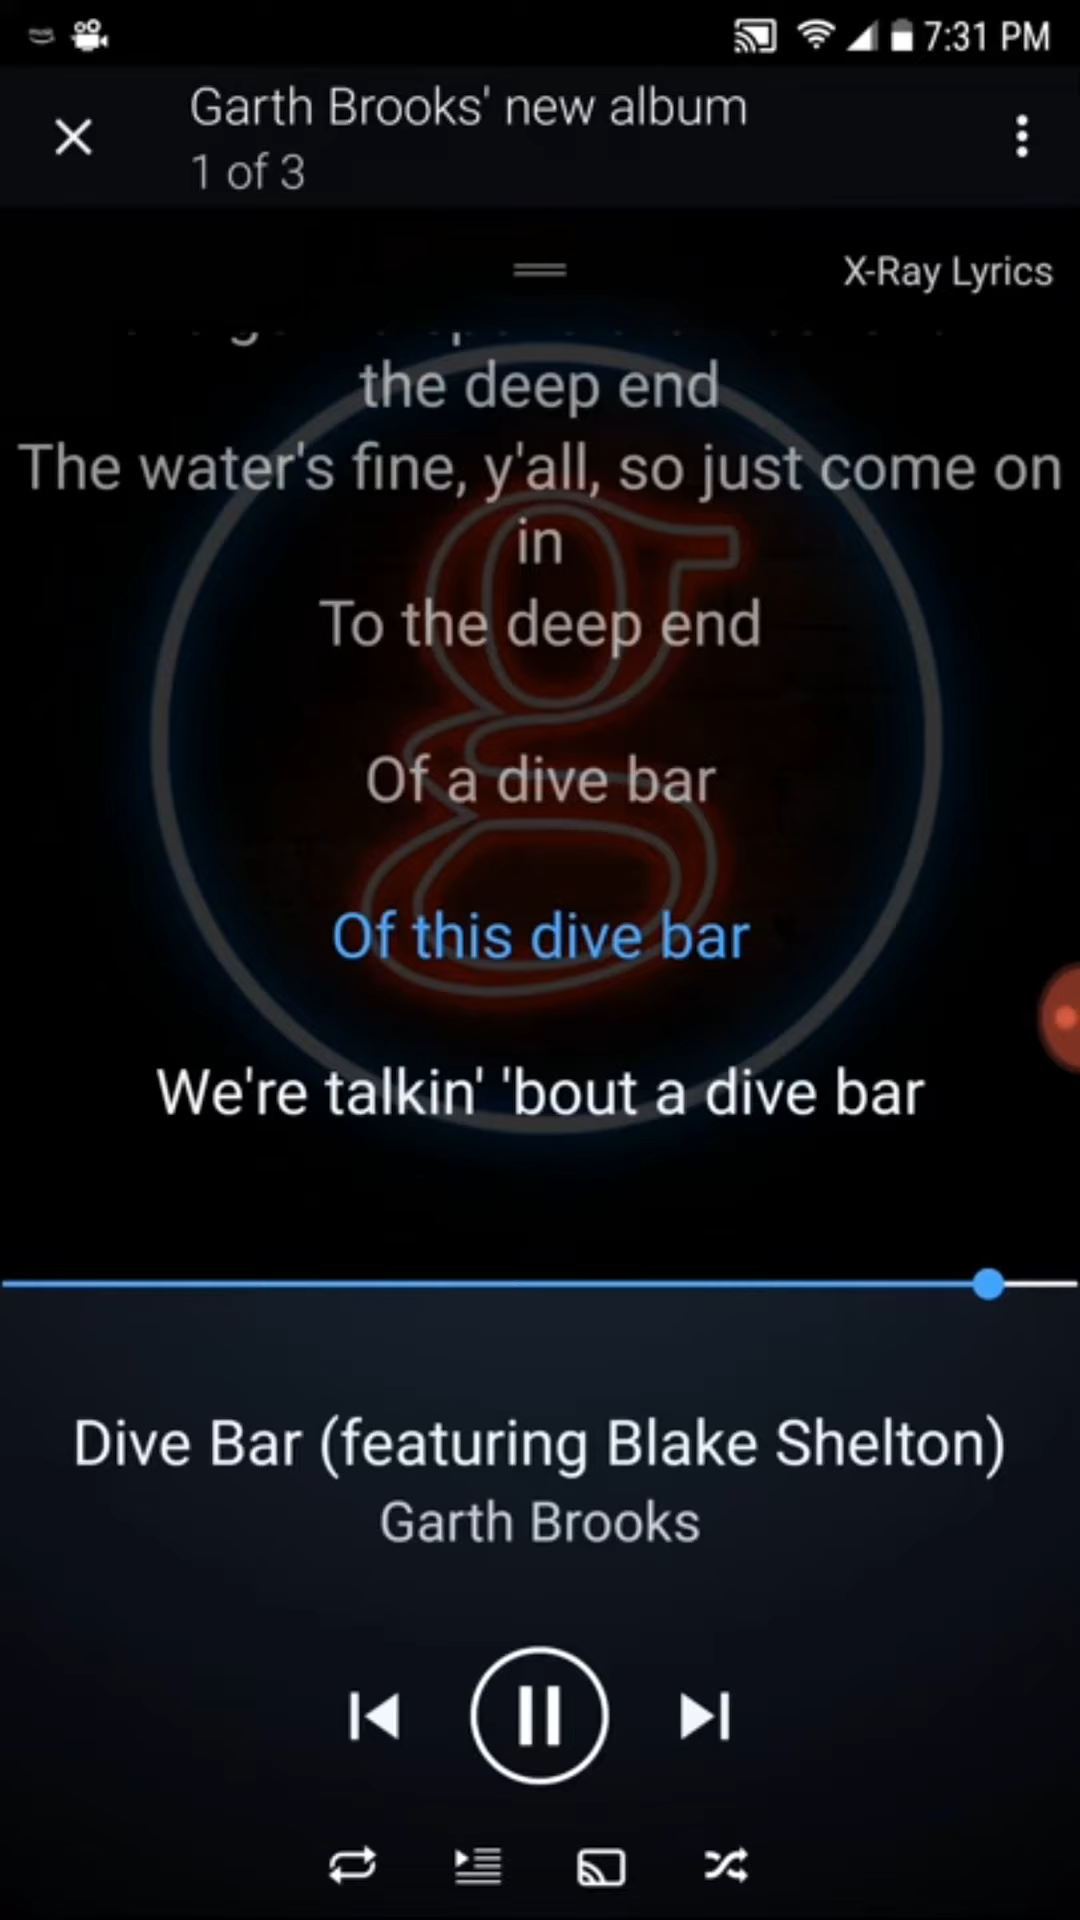 7:31 PM
Garth Brooks' new album
1 of 3
X-Ray Lyrics
the deep end
The water's fine, y'all, so just come on
in
To the deep end
Of a dive bar
Of this dive bar
We're talkin' 'bout a dive bar
Dive Bar (featuring Blake Shelton)
Garth Brooks